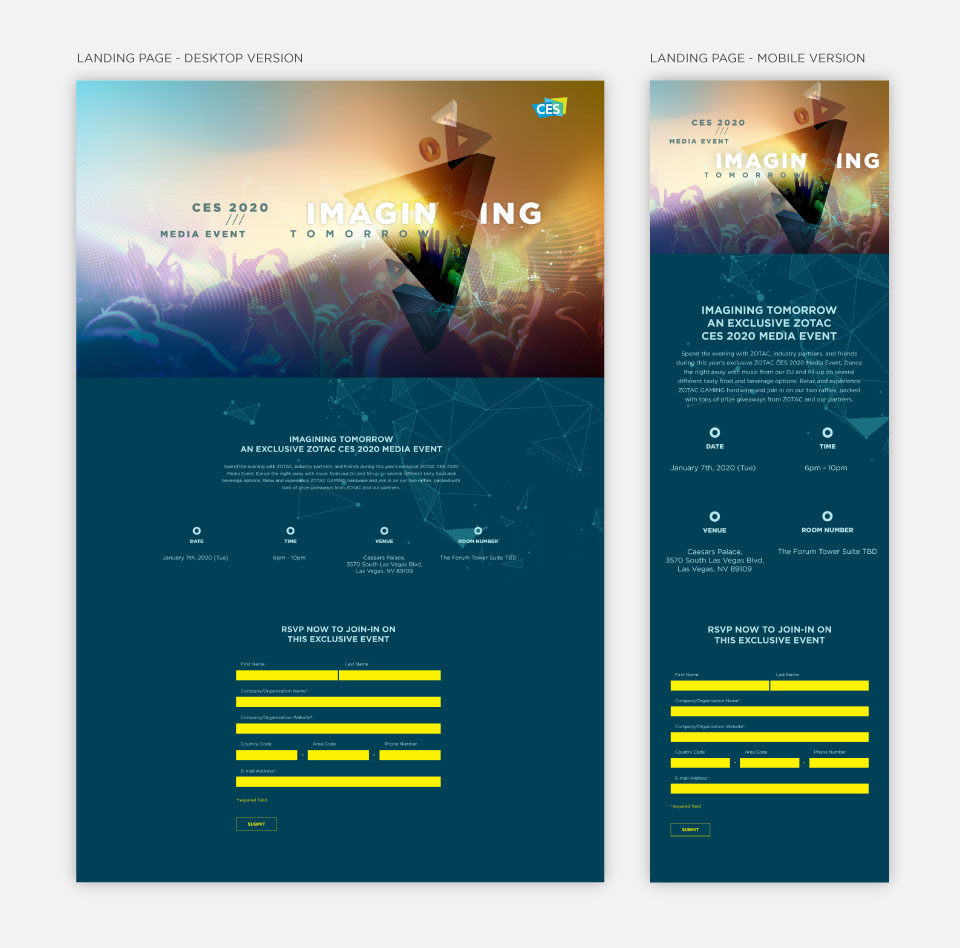 LANDING PAGE - DESKTOP VERSION
CES
CES 2020
///
MEDIA EVENT
IMAGIN ING
TOMORROW
IMAGINING TOMORROW
AN EXCLUSIVE ZOTAC CES 2020 MEDIA EVENT
Spend the evening with ZOTAC, industry partners, and friends during this year's exclusive ZOTAC CES 2020
Media Event. Dance the night away with music from our DJ and fill-up on several different tasty food and
beverage options. Relax and experience ZOTAC GAMING hardware and join in on our two raffles, packed with
tons of prize giveaways from ZOTAC and our partners.
DATE
January 7th, 2020 (Tue)
TIME
6pm - 10pm
VENUE
Caesars Palace,
3570 South Las Vegas Blvd,
Las Vegas, NV 89109
ROOM NUMBER
The Forum Tower Suite TBD
RSVP NOW TO JOIN-IN ON
THIS EXCLUSIVE EVENT
First Name Last Name
Company/Organization Name*:
Company/Organization Website*:
Country Code Area Code Phone Number
- -
E-mail Address*:
*required field
SUBMIT
LANDING PAGE - MOBILE VERSION
CES 2020
///
MEDIA EVENT
IMAGIN ING
TOMORROW
IMAGINING TOMORROW
AN EXCLUSIVE ZOTAC
CES 2020 MEDIA EVENT
Spend the evening with ZOTAC, industry partners, and friends
during this year's exclusive ZOTAC CES 2020 Media Event. Dance
the night away with music from our DJ and fill-up on several
different tasty food and beverage options. Relax and experience
ZOTAC GAMING hardware and join in on our two raffles, packed
with tons of prize giveaways from ZOTAC and our partners.
DATE
January 7th, 2020 (Tue)
TIME
6pm - 10pm
VENUE
Caesars Palace,
3570 South Las Vegas Blvd,
Las Vegas, NV 89109
ROOM NUMBER
The Forum Tower Suite TBD
RSVP NOW TO JOIN-IN ON
THIS EXCLUSIVE EVENT
First Name Last Name
Company/Organization Name*:
Company/Organization Website*:
Country Code Area Code Phone Number
- -
E-mail Address*:
*required field
SUBMIT